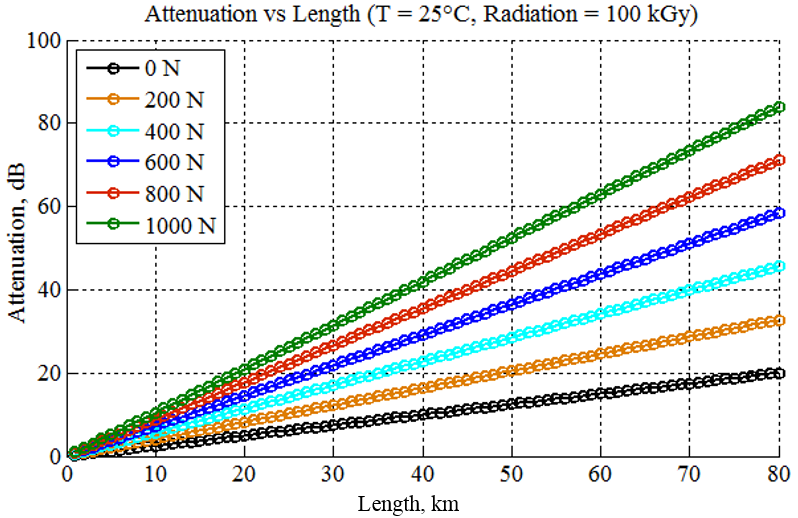 Attenuation vs Length (T = 25°C, Radiation = 100 kGy)
100
80
60
40
20
0
Attenuation, dB
0 N
200 N
400 N
600 N
800 N
1000 N
0 10 20 30 40 50 60 70 80
Length, km